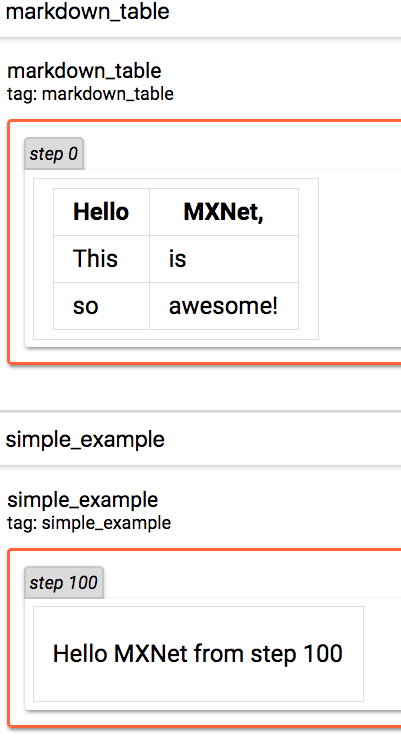 markdown_table
markdown_table
tag: markdown_table
step 0
Hello MXNet,
This is
so awesome!
simple_example
simple_example
tag: simple_example
step 100
Hello MXNet from step 100